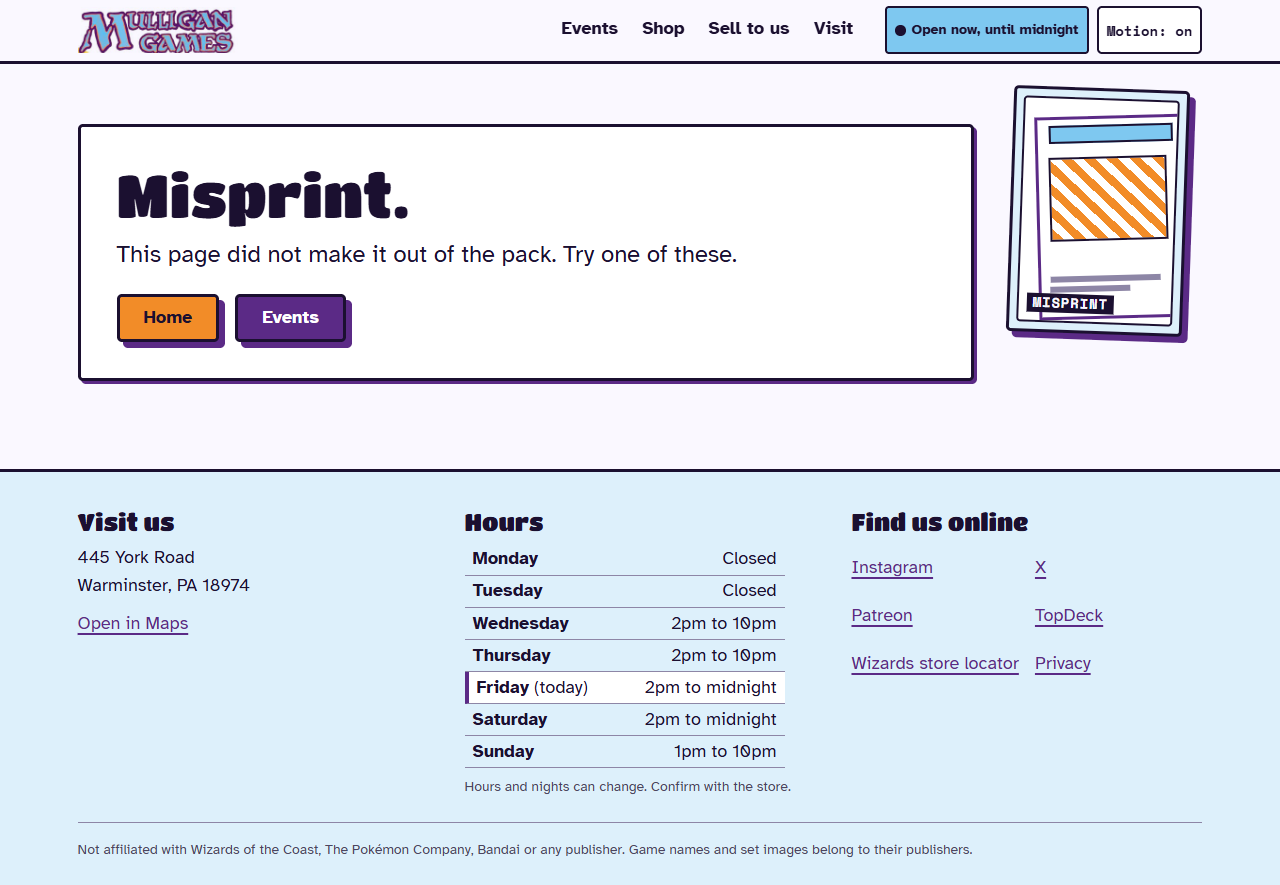 MULLIGAN GAMES
Events Shop Sell to us Visit
Open now, until midnight
Motion: on
Misprint.
This page did not make it out of the pack. Try one of these.
Home Events
MISPRINT
Visit us
445 York Road
Warminster, PA 18974
Open in Maps
Hours
Monday Closed
Tuesday Closed
Wednesday 2pm to 10pm
Thursday 2pm to 10pm
Friday (today) 2pm to midnight
Saturday 2pm to midnight
Sunday 1pm to 10pm
Hours and nights can change. Confirm with the store.
Find us online
Instagram X
Patreon TopDeck
Wizards store locator Privacy
Not affiliated with Wizards of the Coast, The Pokémon Company, Bandai or any publisher. Game names and set images belong to their publishers.